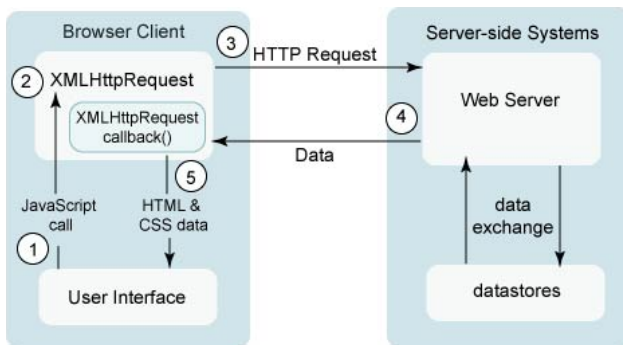 Browser Client
Server-side Systems
3
HTTP Request
2
XMLHttpRequest
Web Server
XMLHttpRequest
callback()
4
Data
5
JavaScript
call
HTML &
CSS data
data
exchange
1
User Interface
datastores